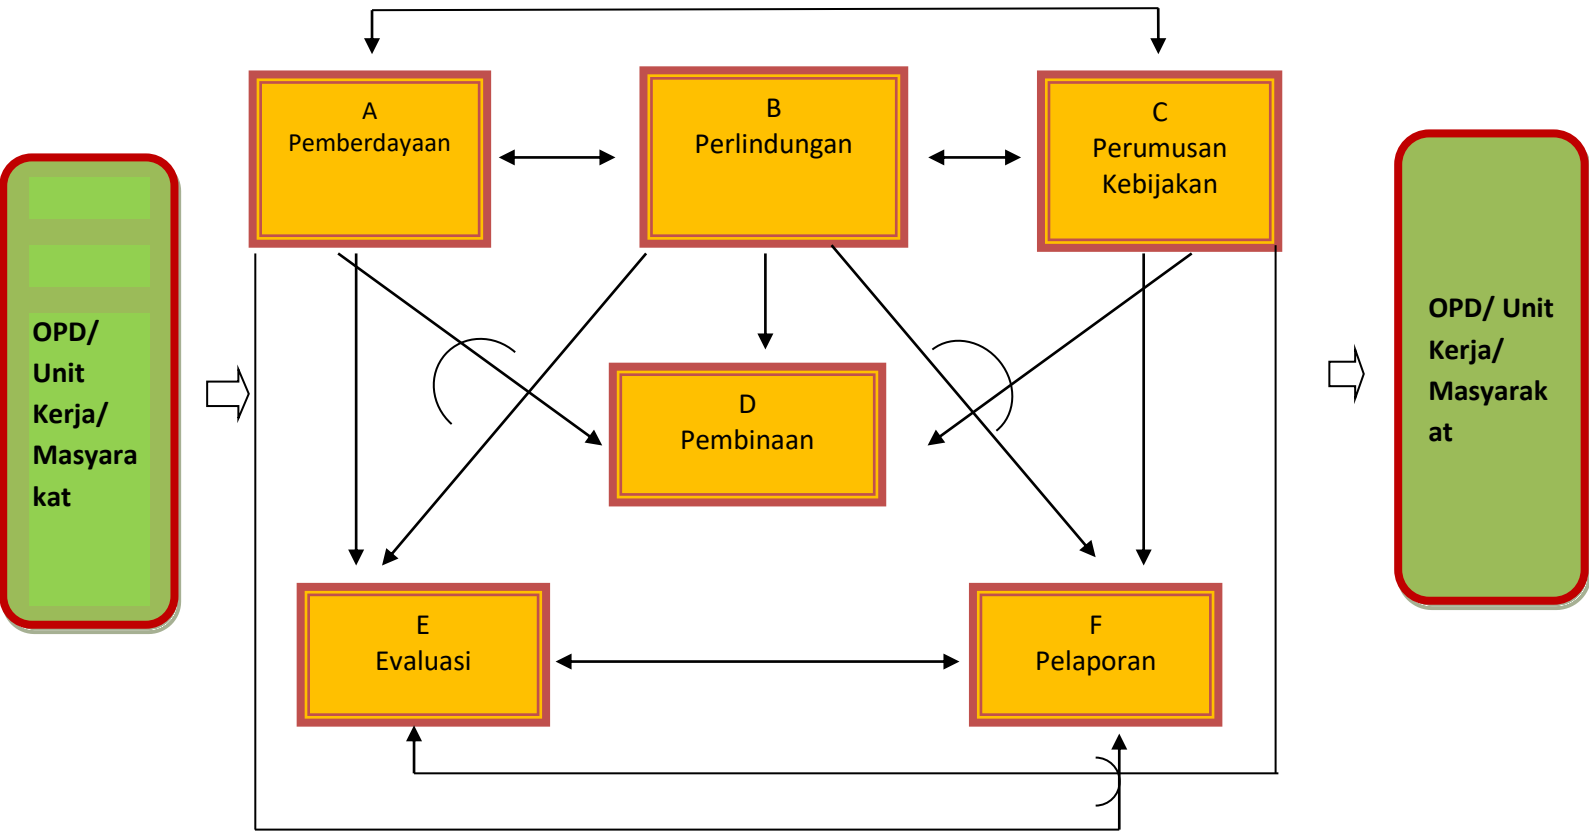 A
Pemberdayaan
B
Perlindungan
C
Perumusan
Kebijakan
OPD/
Unit
Kerja/
Masyara
kat
OPD/ Unit
Kerja/
Masyarak
at
D
Pembinaan
E
Evaluasi
F
Pelaporan